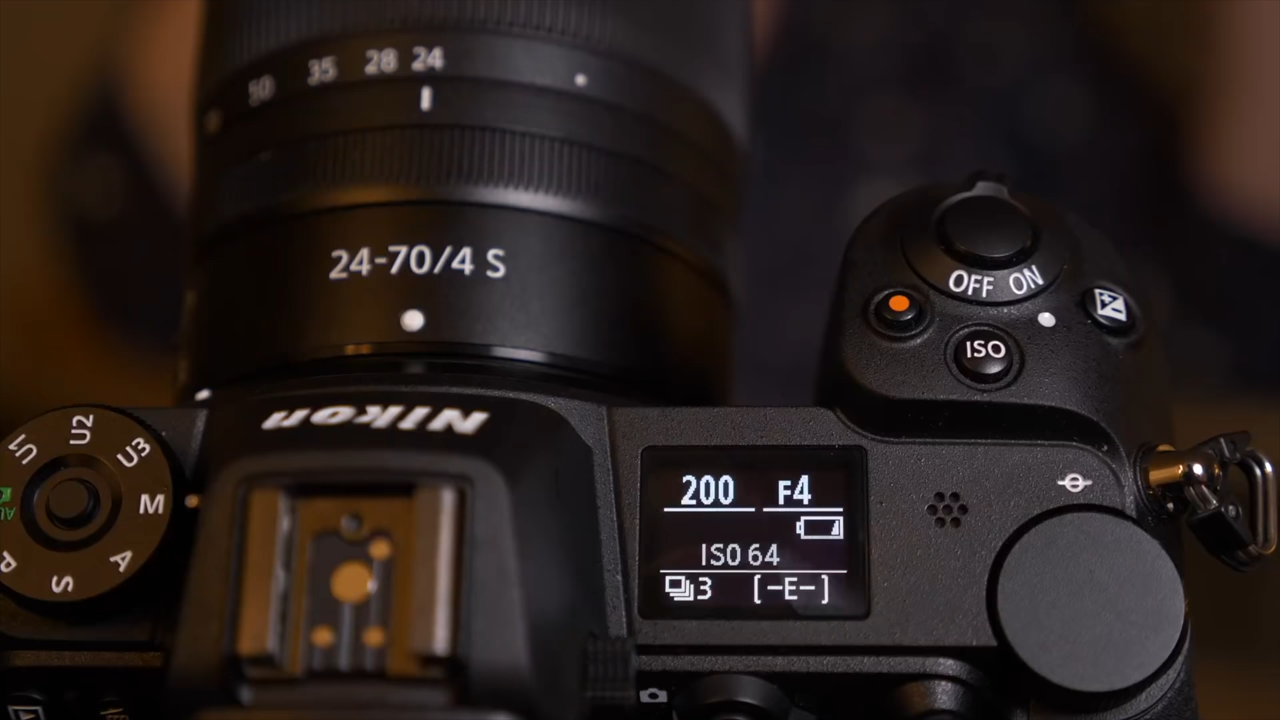 50 35 28 24
24-70/4 S
OFF ON
ISO
Nikon
U1 U2 U3 M A S P
200 F4
ISO 64
3 [-E-]